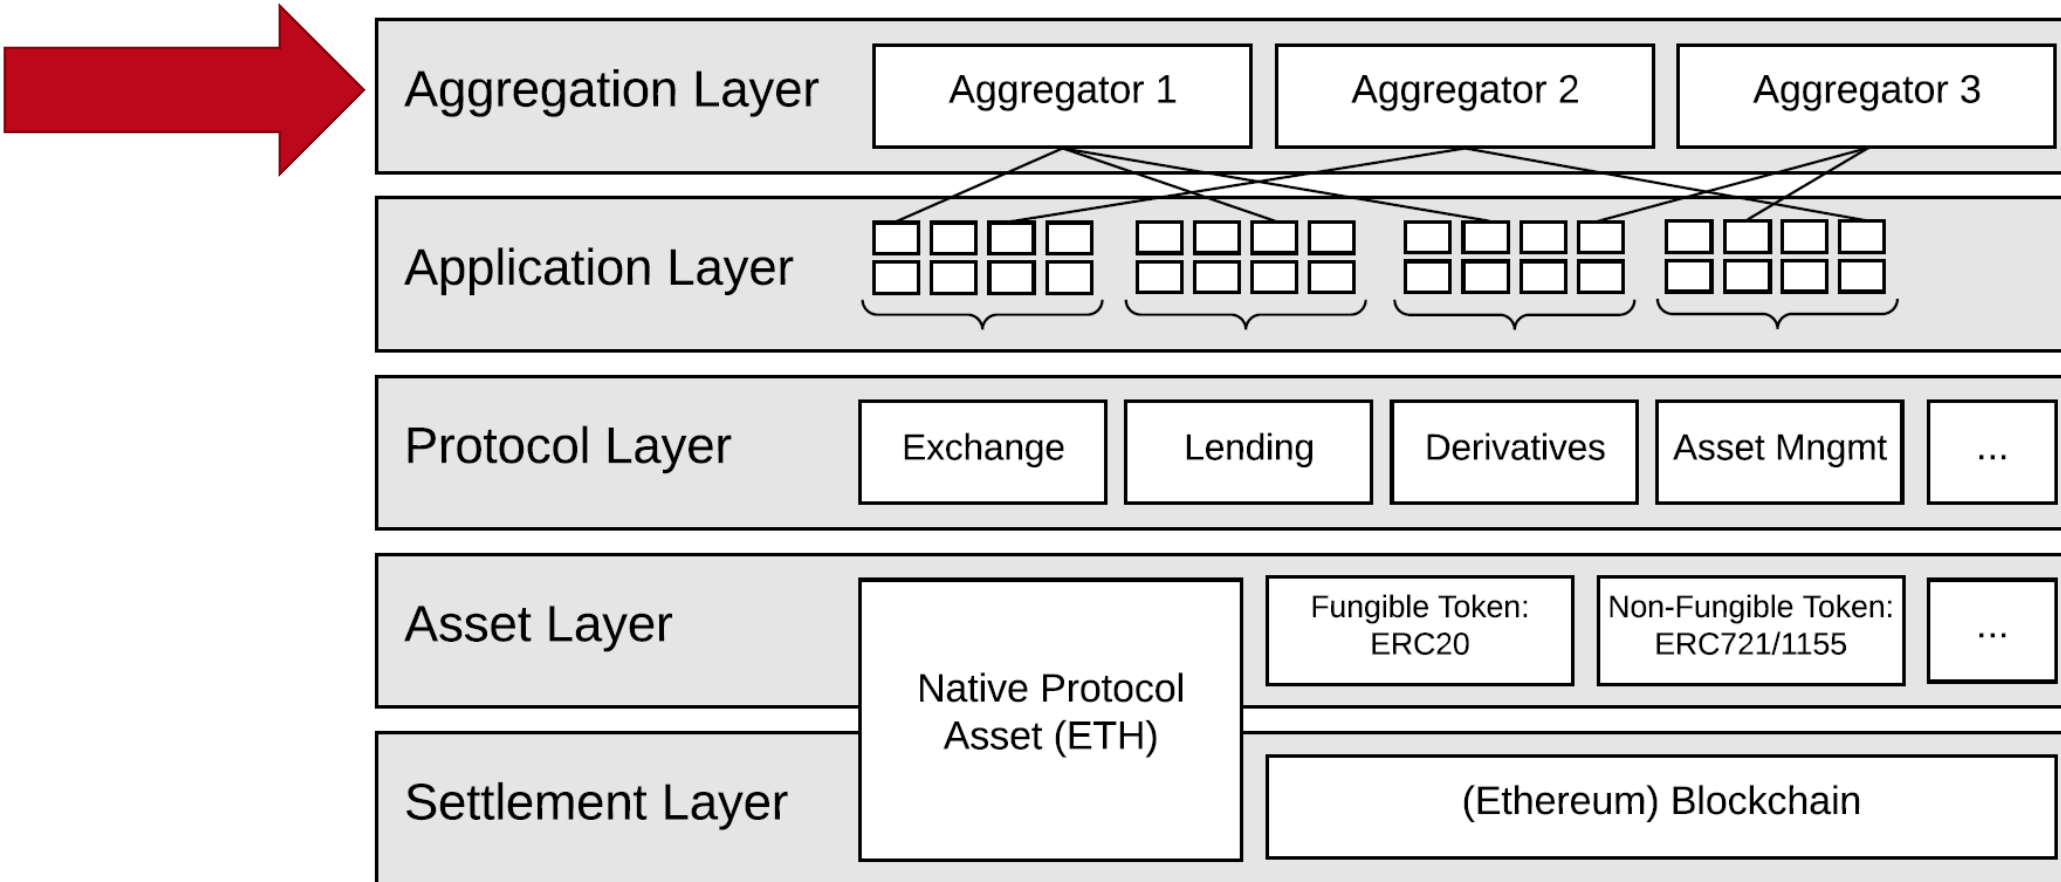 Aggregation Layer
Aggregator 1
Aggregator 2
Aggregator 3
Application Layer
Protocol Layer
Exchange
Lending
Derivatives
Asset Mngmt
...
Asset Layer
Native Protocol
Asset (ETH)
Fungible Token:
ERC20
Non-Fungible Token:
ERC721/1155
...
Settlement Layer
(Ethereum) Blockchain